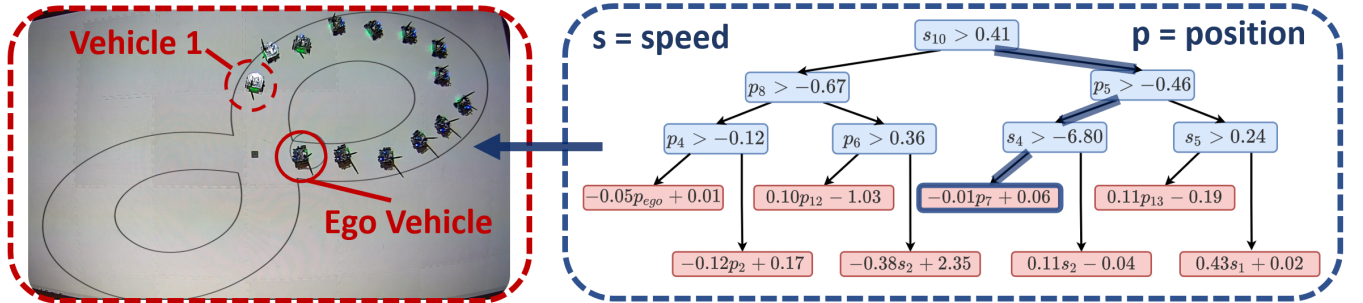 Vehicle 1
Ego Vehicle
s = speed
p = position
s₁₀ > 0.41
p₈ > −0.67
p₅ > −0.46
p₄ > −0.12
p₆ > 0.36
s₄ > −6.80
s₅ > 0.24
−0.05p_ego + 0.01
0.10p₁₂ − 1.03
−0.01p₇ + 0.06
0.11p₁₃ − 0.19
−0.12p₂ + 0.17
−0.38s₂ + 2.35
0.11s₂ − 0.04
0.43s₁ + 0.02